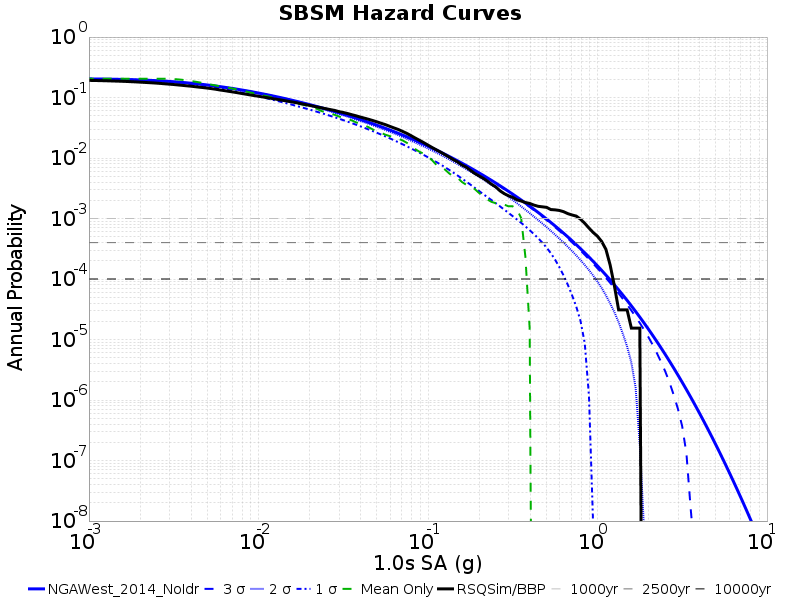 SBSM Hazard Curves
10^0
10^-1
10^-2
10^-3
10^-4
10^-5
10^-6
10^-7
10^-8
Annual Probability
10^-3 10^-2 10^-1 10^0 10^1
1.0s SA (g)
NGAWest_2014_NoIdr 3 σ 2 σ 1 σ Mean Only RSQSim/BBP 1000yr 2500yr 10000yr